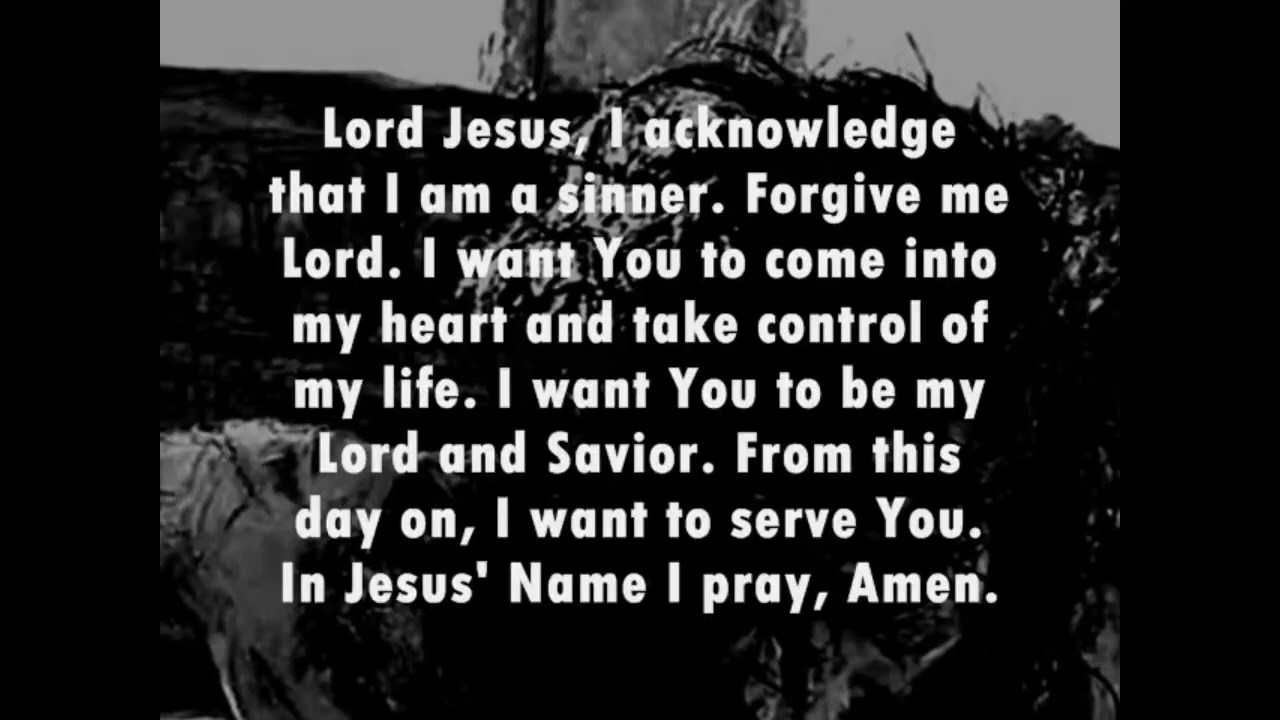 Lord Jesus, I acknowledge
that I am a sinner. Forgive me
Lord. I want You to come into
my heart and take control of
my life. I want You to be my
Lord and Savior. From this
day on, I want to serve You.
In Jesus' Name I pray, Amen.